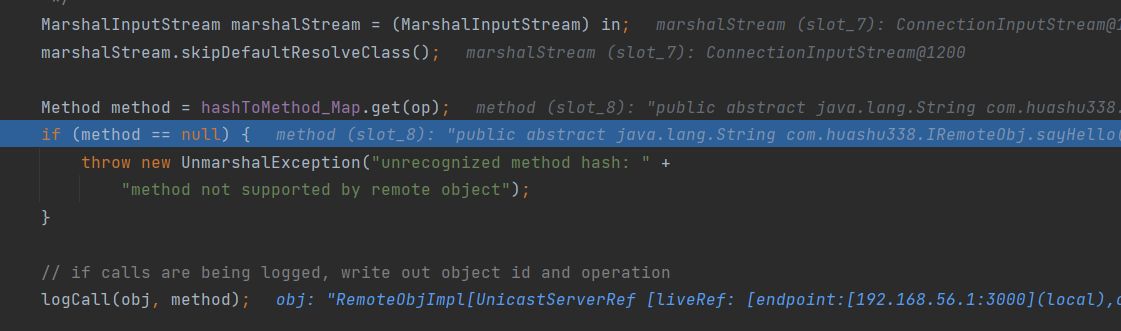 */
MarshalInputStream marshalStream = (MarshalInputStream) in; marshalStream (slot_7): ConnectionInputStream@1
marshalStream.skipDefaultResolveClass(); marshalStream (slot_7): ConnectionInputStream@1200
Method method = hashToMethod_Map.get(op); method (slot_8): "public abstract java.lang.String com.huashu338.
if (method == null) { method (slot_8): "public abstract java.lang.String com.huashu338.IRemoteObj.sayHello(
throw new UnmarshalException("unrecognized method hash: " +
"method not supported by remote object");
}
// if calls are being logged, write out object id and operation
logCall(obj, method); obj: "RemoteObjImpl[UnicastServerRef [liveRef: [endpoint:[192.168.56.1:3000](local),